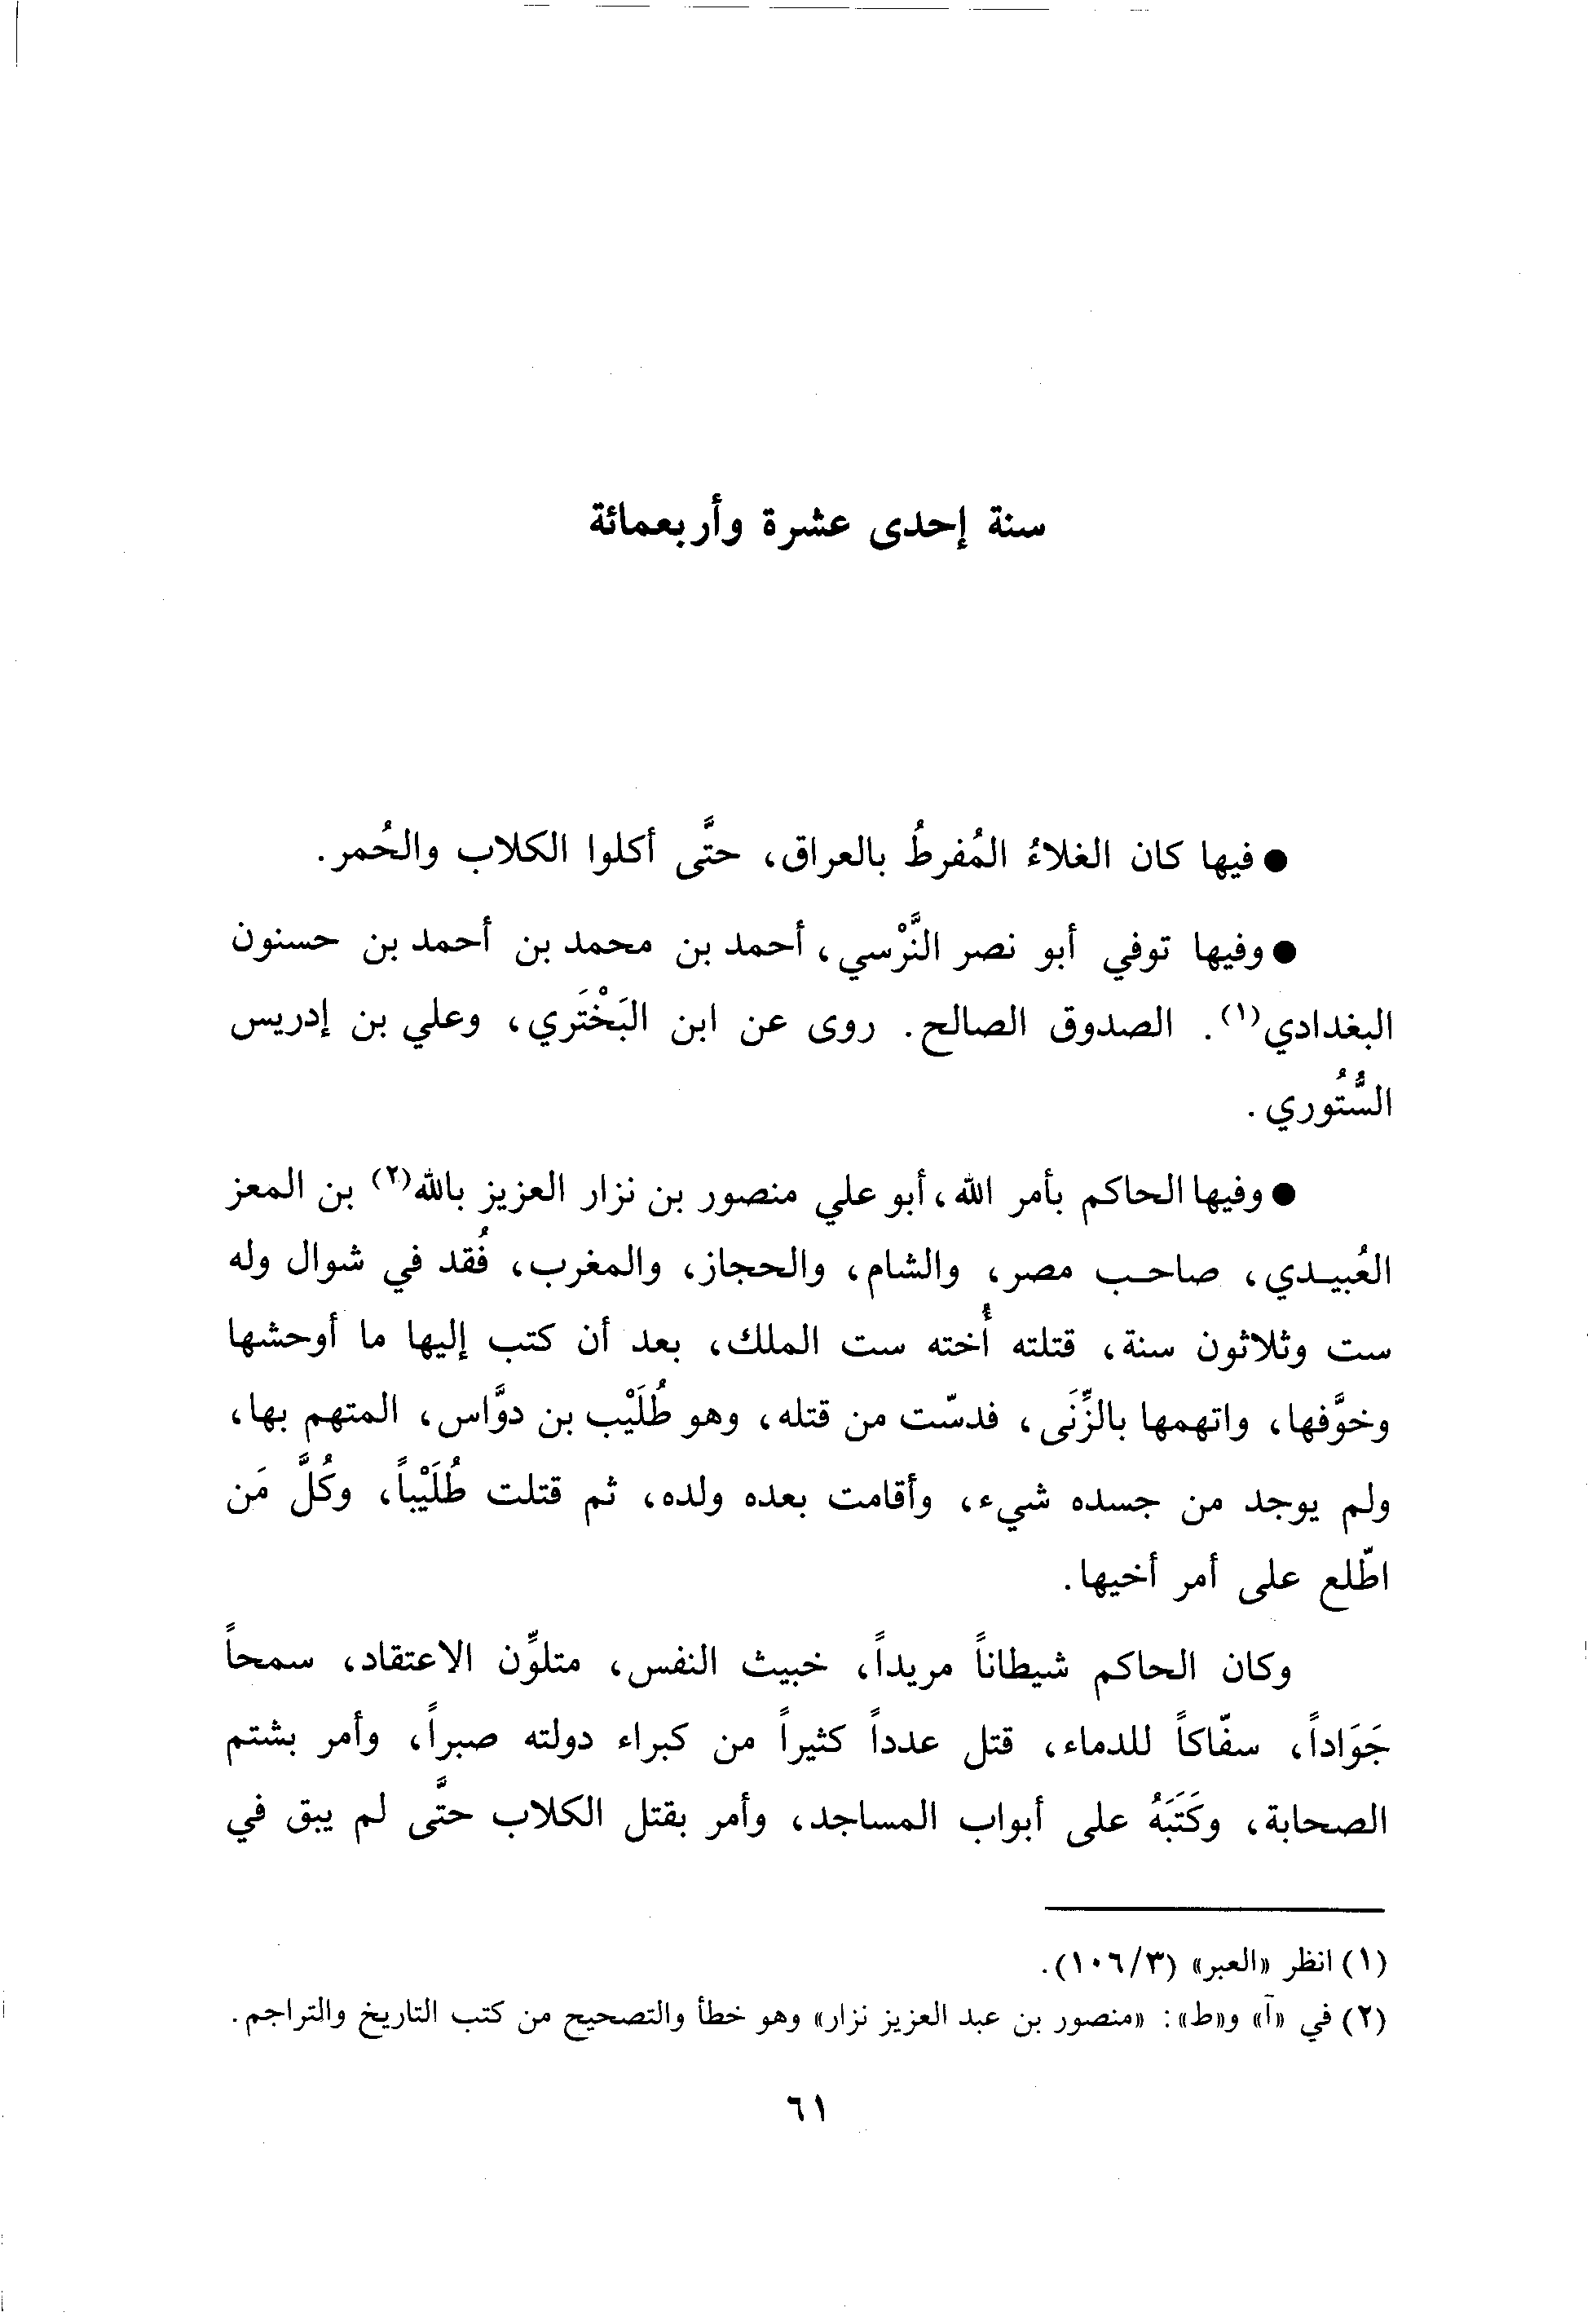 سنة إحدى عشرة وأربعمائة
● فيها كان الغلاءُ المُفرطُ بالعراق، حتَّى أكلوا الكلاب والحُمر.
● وفيها توفي أبو نصر النَّرْسي، أحمد بن محمد بن أحمد بن حسنون
البغدادي(١). الصدوق الصالح. روى عن ابن البَخْتَري، وعلي بن إدريس
السُّتُوري.
● وفيها الحاكم بأمر الله، أبو علي منصور بن نزار العزيز بالله(٢) بن المعز
العُبيدي، صاحب مصر، والشام، والحجاز، والمغرب، فُقد في شوال وله
ست وثلاثون سنة، قتلته أُخته ست الملك، بعد أن كتب إليها ما أوحشها
وخوَّفها، واتهمها بالزِّنَى، فدسّت من قتله، وهو طُلَيْب بن دوَّاس، المتهم بها،
ولم يوجد من جسده شيء، وأقامت بعده ولده، ثم قتلت طُلَيْباً، وكُلَّ مَن
اطّلع على أمر أخيها.
وكان الحاكم شيطاناً مريداً، خبيث النفس، متلوِّن الاعتقاد، سمحاً
جَوَاداً، سفّاكاً للدماء، قتل عدداً كثيراً من كبراء دولته صبراً، وأمر بشتم
الصحابة، وكَتَبَهُ على أبواب المساجد، وأمر بقتل الكلاب حتَّى لم يبق في
(١) انظر «العبر» (٣/١٠٦).
(٢) في «آ» و«ط»: «منصور بن عبد العزيز نزار» وهو خطأ والتصحيح من كتب التاريخ والتراجم.
٦١